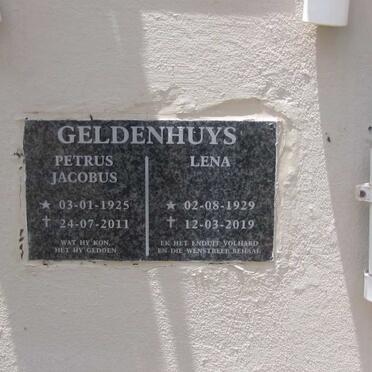 GELDENHUYS
PETRUS
JACOBUS
★ 03-01-1925
✝ 24-07-2011
WAT HY KON,
HET HY GEDOEN
LENA
★ 02-08-1929
✝ 12-03-2019
EK HET ENDUIT VOLHARD
EN DIE WENSTREEP BEHAAL